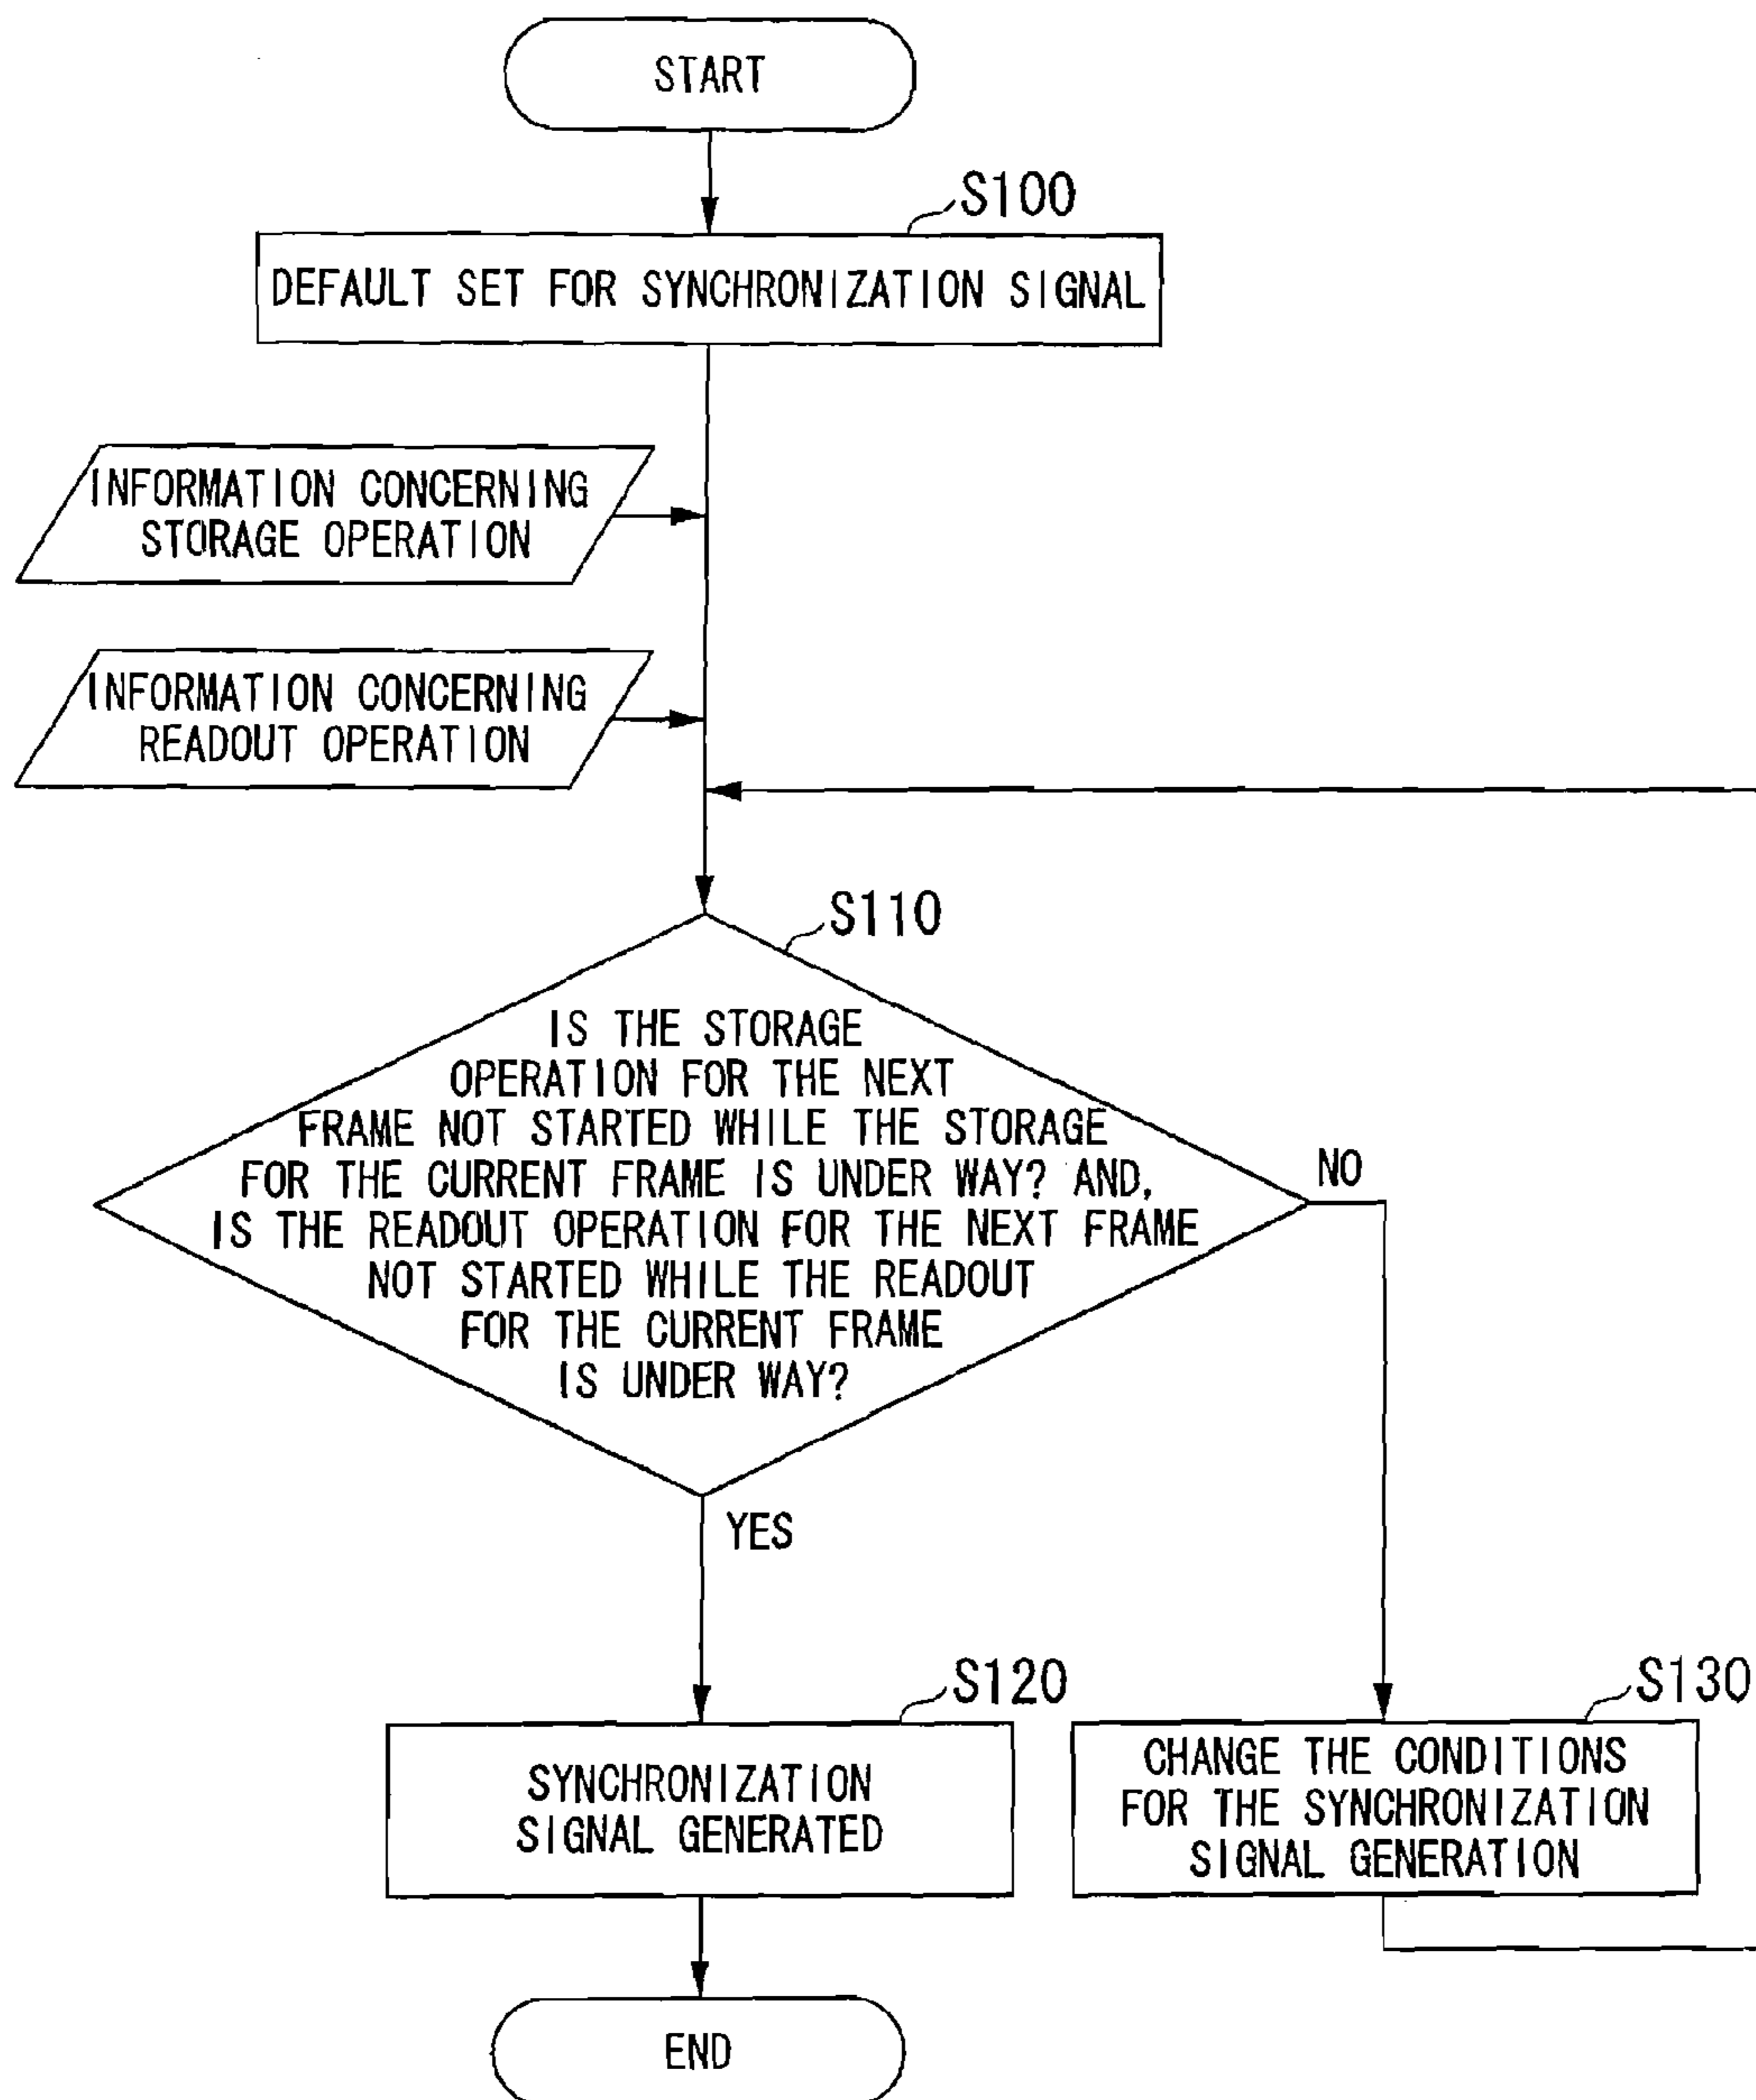 START
S100
DEFAULT SET FOR SYNCHRONIZATION SIGNAL
INFORMATION CONCERNING
STORAGE OPERATION
INFORMATION CONCERNING
READOUT OPERATION
S110
IS THE STORAGE
OPERATION FOR THE NEXT
FRAME NOT STARTED WHILE THE STORAGE
FOR THE CURRENT FRAME IS UNDER WAY? AND,
IS THE READOUT OPERATION FOR THE NEXT FRAME
NOT STARTED WHILE THE READOUT
FOR THE CURRENT FRAME
IS UNDER WAY?
NO
YES
S120
SYNCHRONIZATION
SIGNAL GENERATED
S130
CHANGE THE CONDITIONS
FOR THE SYNCHRONIZATION
SIGNAL GENERATION
END